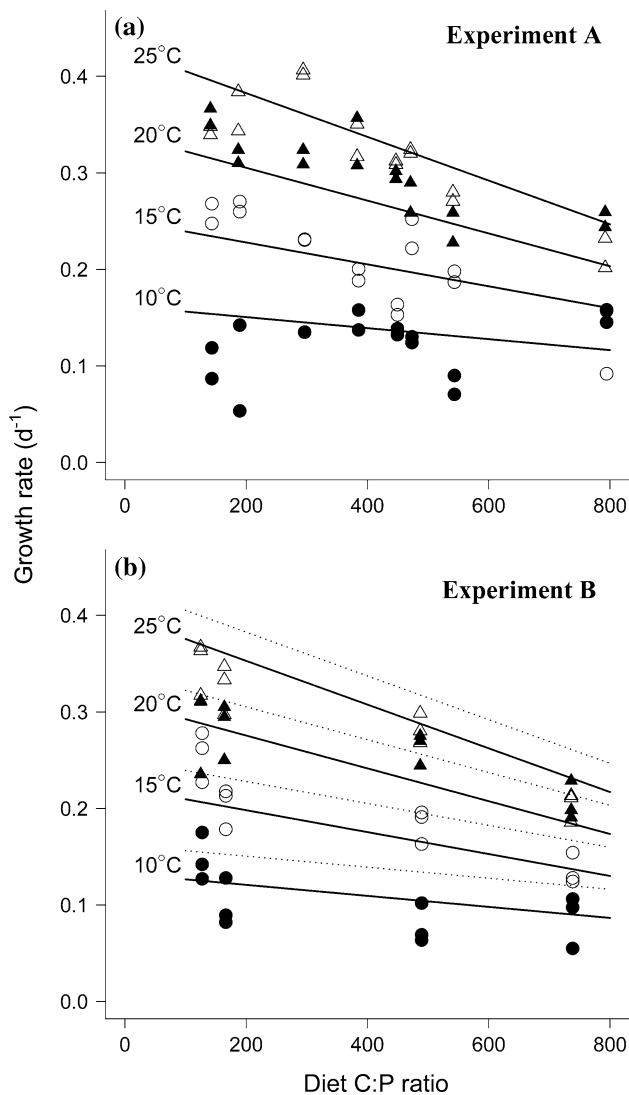 (a)
Experiment A
25°C
20°C
15°C
10°C
0.4
0.3
0.2
0.1
0.0
0 200 400 600 800
Growth rate (d⁻¹)
(b)
Experiment B
25°C
20°C
15°C
10°C
0.4
0.3
0.2
0.1
0.0
0 200 400 600 800
Diet C:P ratio